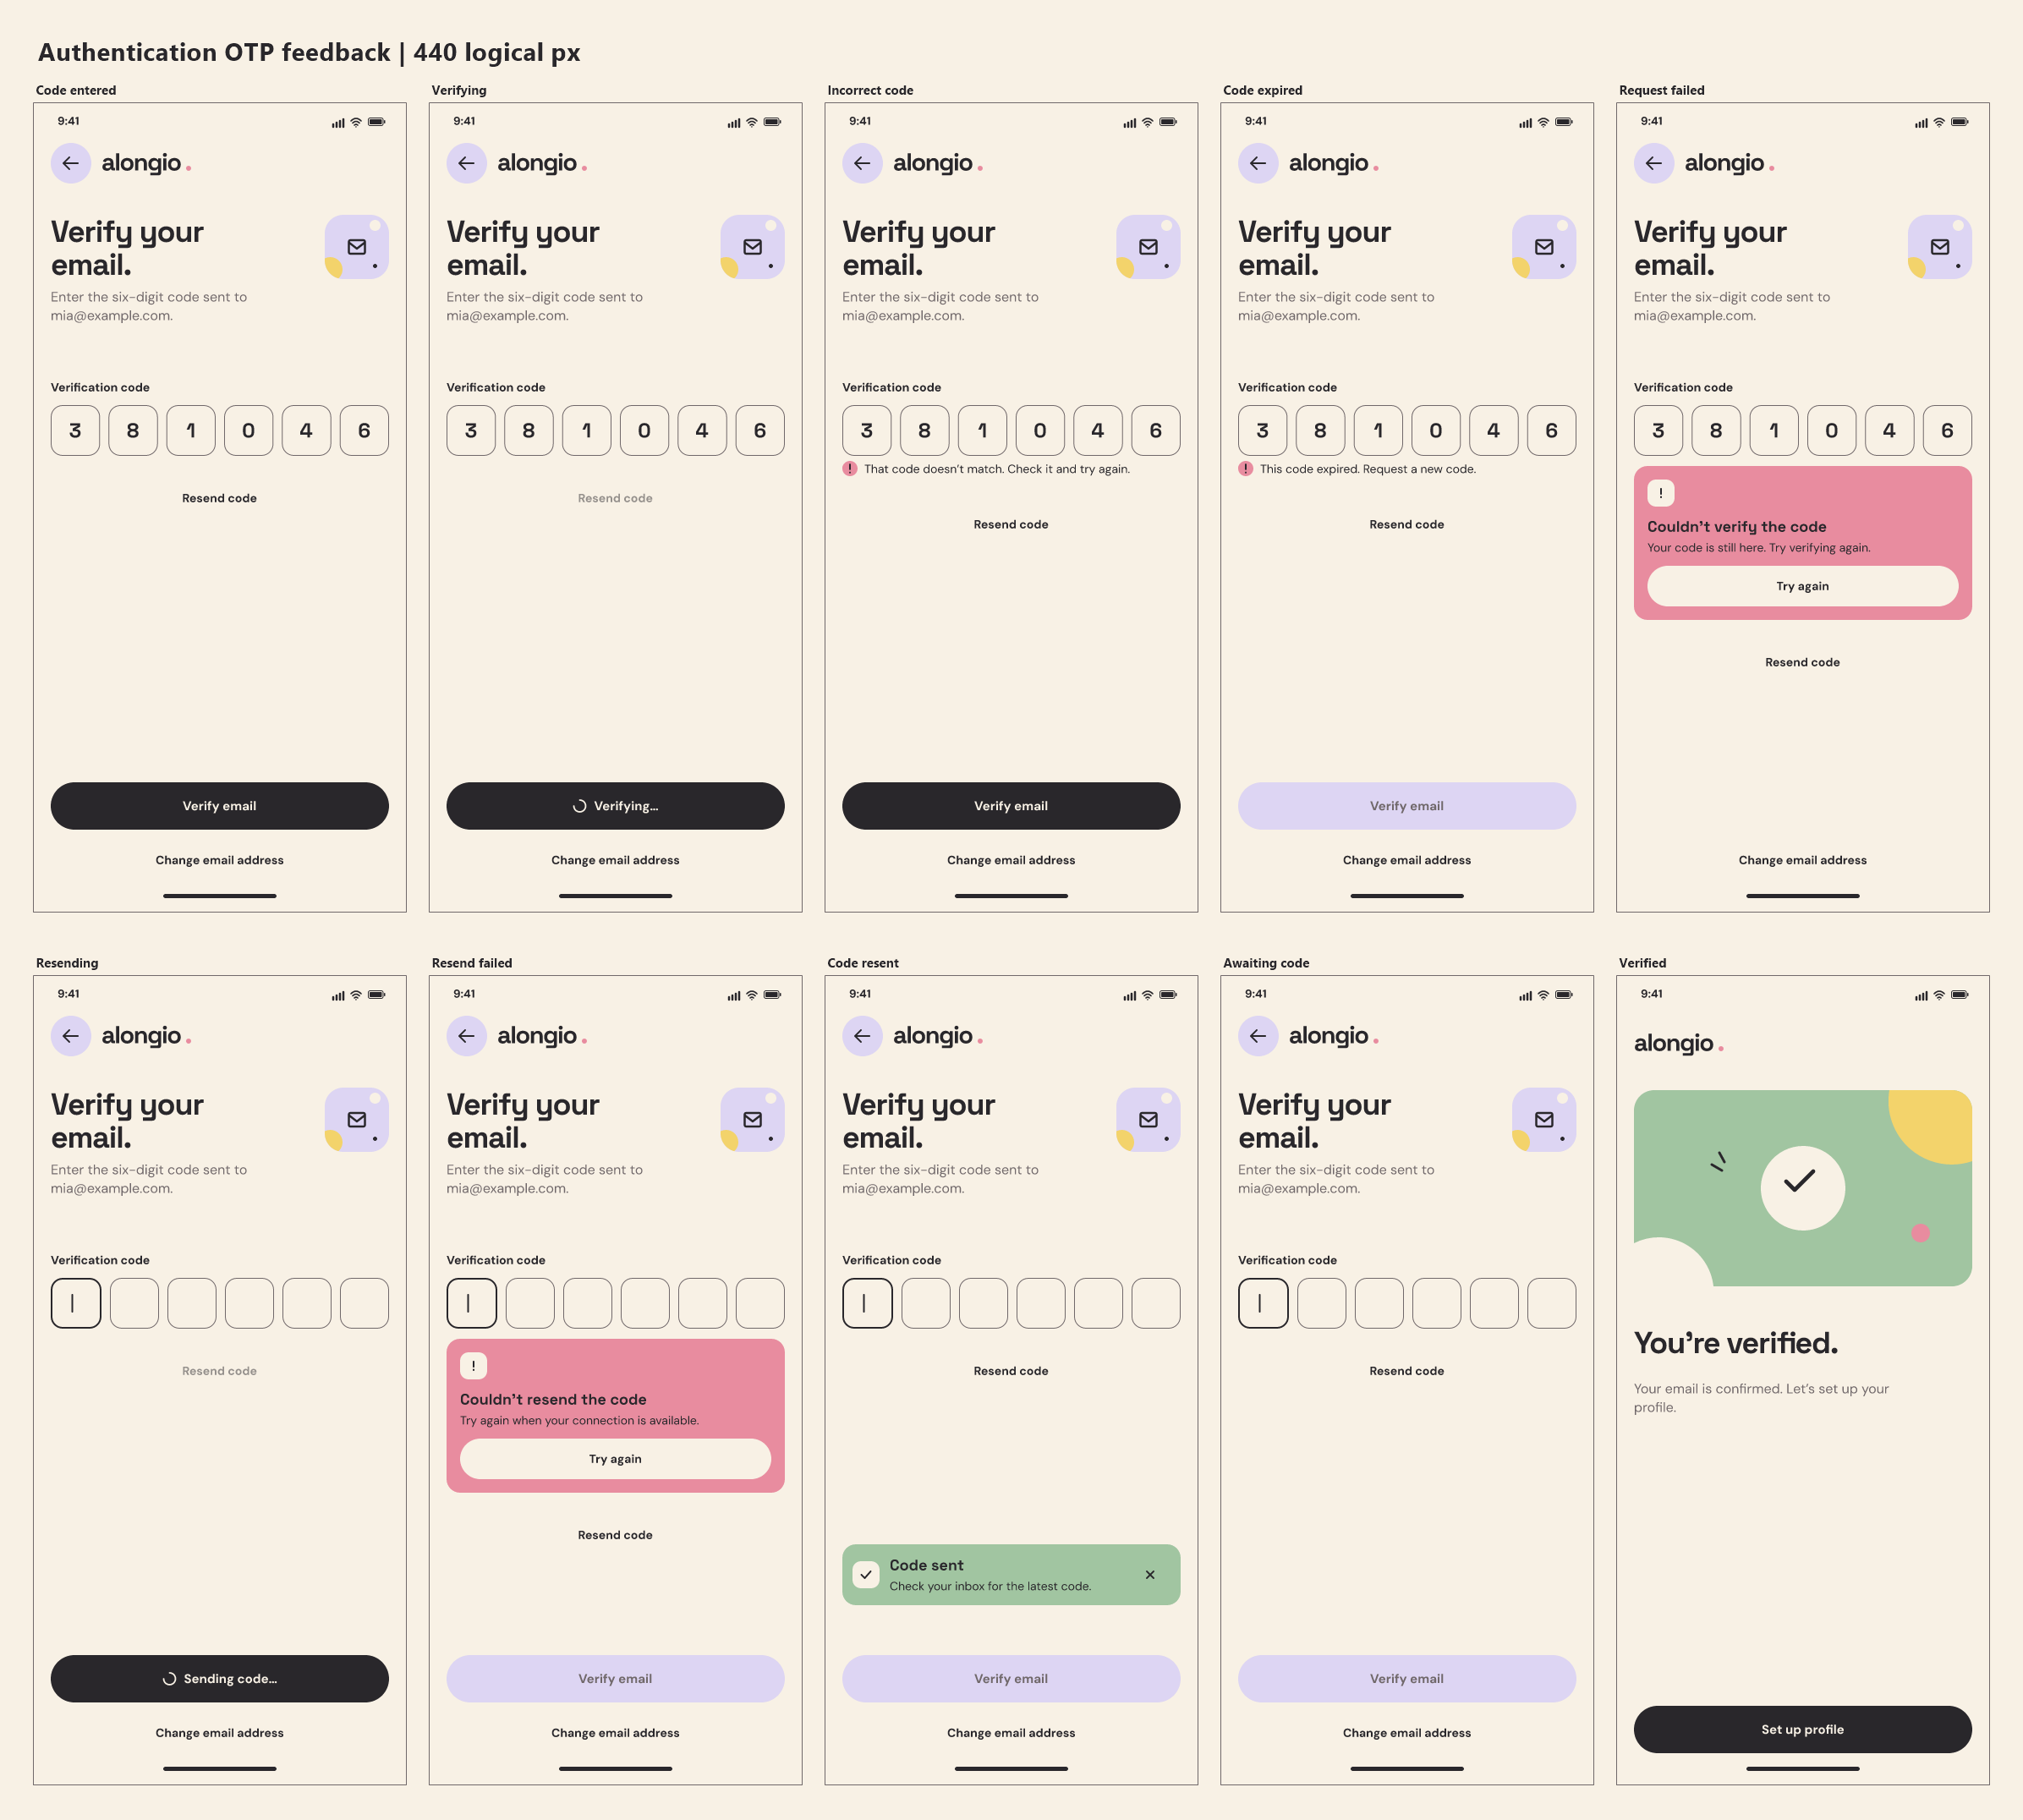 Authentication OTP feedback | 440 logical px
Code entered
9:41
alongio.
Verify your
email.
Enter the six-digit code sent to
mia@example.com.
Verification code
3 8 1 0 4 6
Resend code
Verify email
Change email address
Verifying
9:41
alongio.
Verify your
email.
Enter the six-digit code sent to
mia@example.com.
Verification code
3 8 1 0 4 6
Resend code
Verifying...
Change email address
Incorrect code
9:41
alongio.
Verify your
email.
Enter the six-digit code sent to
mia@example.com.
Verification code
3 8 1 0 4 6
! That code doesn't match. Check it and try again.
Resend code
Verify email
Change email address
Code expired
9:41
alongio.
Verify your
email.
Enter the six-digit code sent to
mia@example.com.
Verification code
3 8 1 0 4 6
! This code expired. Request a new code.
Resend code
Verify email
Change email address
Request failed
9:41
alongio.
Verify your
email.
Enter the six-digit code sent to
mia@example.com.
Verification code
3 8 1 0 4 6
!
Couldn't verify the code
Your code is still here. Try verifying again.
Try again
Resend code
Change email address
Resending
9:41
alongio.
Verify your
email.
Enter the six-digit code sent to
mia@example.com.
Verification code
Resend code
Sending code...
Change email address
Resend failed
9:41
alongio.
Verify your
email.
Enter the six-digit code sent to
mia@example.com.
Verification code
!
Couldn't resend the code
Try again when your connection is available.
Try again
Resend code
Verify email
Change email address
Code resent
9:41
alongio.
Verify your
email.
Enter the six-digit code sent to
mia@example.com.
Verification code
Resend code
Code sent
Check your inbox for the latest code.
Verify email
Change email address
Awaiting code
9:41
alongio.
Verify your
email.
Enter the six-digit code sent to
mia@example.com.
Verification code
Resend code
Verify email
Change email address
Verified
9:41
alongio.
You're verified.
Your email is confirmed. Let's set up your
profile.
Set up profile